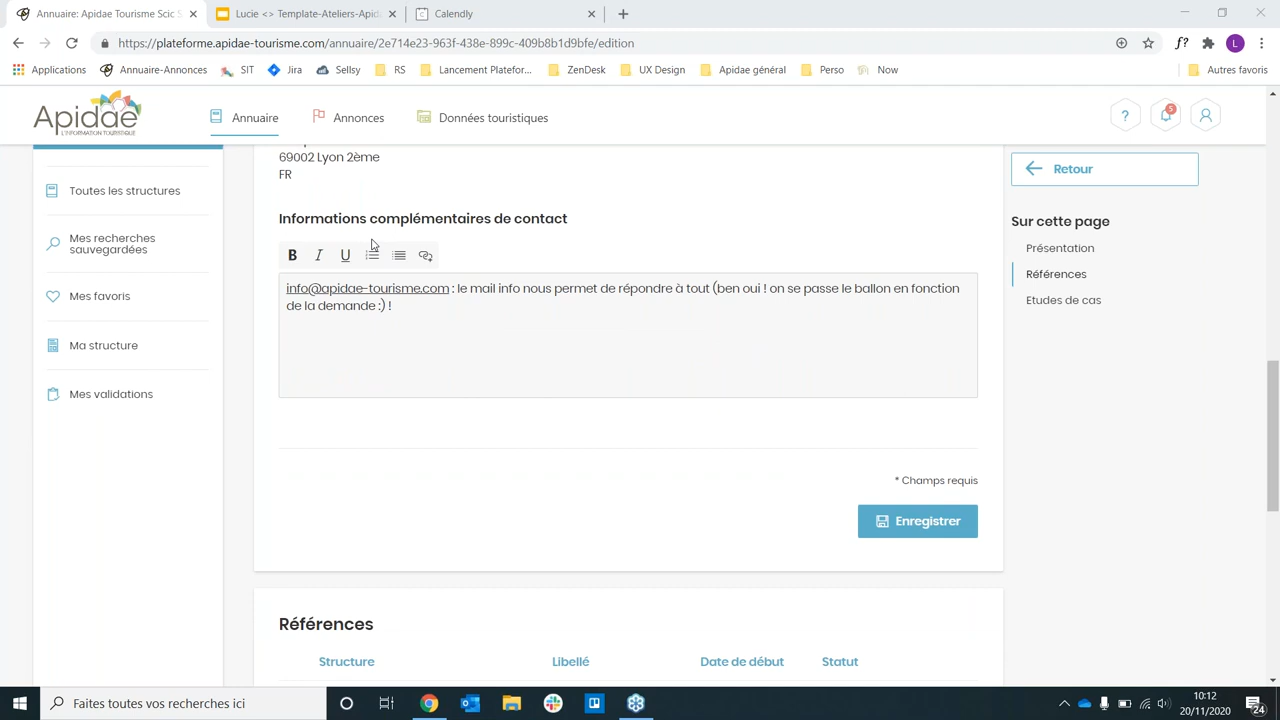 Annuaire: Apidae Tourisme Scic S
Lucie <> Template-Ateliers-Apida
Calendly
https://plateforme.apidae-tourisme.com/annuaire/2e714e23-963f-438e-899c-409b8b1d9bfe/edition
f?
L
Applications
Annuaire-Annonces
SIT
Jira
Sellsy
RS
Lancement Platefor...
ZenDesk
UX Design
Apidae général
Perso
Now
Autres favoris
Apidae
L'INFORMATION TOURISTIQUE
Annuaire
Annonces
Données touristiques
?
5
69002 Lyon 2ème
FR
Retour
Toutes les structures
Mes recherches
sauvegardées
Mes favoris
Ma structure
Mes validations
Informations complémentaires de contact
B I U
info@apidae-tourisme.com : le mail info nous permet de répondre à tout (ben oui ! on se passe le ballon en fonction
de la demande :) !
* Champs requis
Enregistrer
Références
Structure
Libellé
Date de début
Statut
Sur cette page
Présentation
Références
Etudes de cas
Faites toutes vos recherches ici
10:12
20/11/2020
24